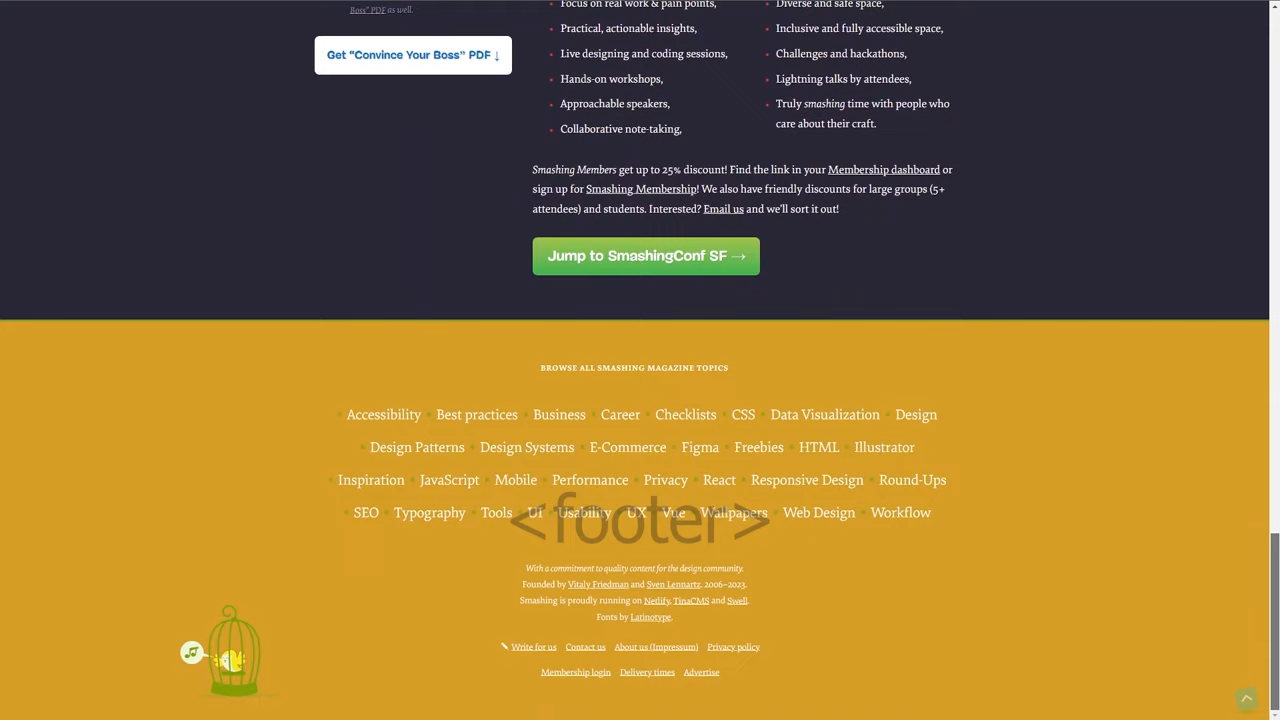 Boss" PDF as well.
Get “Convince Your Boss” PDF ↓
Focus on real work & pain points,
Practical, actionable insights,
Live designing and coding sessions,
Hands-on workshops,
Approachable speakers,
Collaborative note-taking,
Diverse and safe space,
Inclusive and fully accessible space,
Challenges and hackathons,
Lightning talks by attendees,
Truly smashing time with people who
care about their craft.
Smashing Members get up to 25% discount! Find the link in your Membership dashboard or
sign up for Smashing Membership! We also have friendly discounts for large groups (5+
attendees) and students. Interested? Email us and we’ll sort it out!
Jump to SmashingConf SF →
BROWSE ALL SMASHING MAGAZINE TOPICS
Accessibility Best practices Business Career Checklists CSS Data Visualization Design
Design Patterns Design Systems E-Commerce Figma Freebies HTML Illustrator
Inspiration JavaScript Mobile Performance Privacy React Responsive Design Round-Ups
SEO Typography Tools UI Usability UX Vue Wallpapers Web Design Workflow
<footer>
With a commitment to quality content for the design community.
Founded by Vitaly Friedman and Sven Lennartz. 2006–2023.
Smashing is proudly running on Netlify, TinaCMS and Swell.
Fonts by Latinotype.
✎ Write for us Contact us About us (Impressum) Privacy policy
Membership login Delivery times Advertise